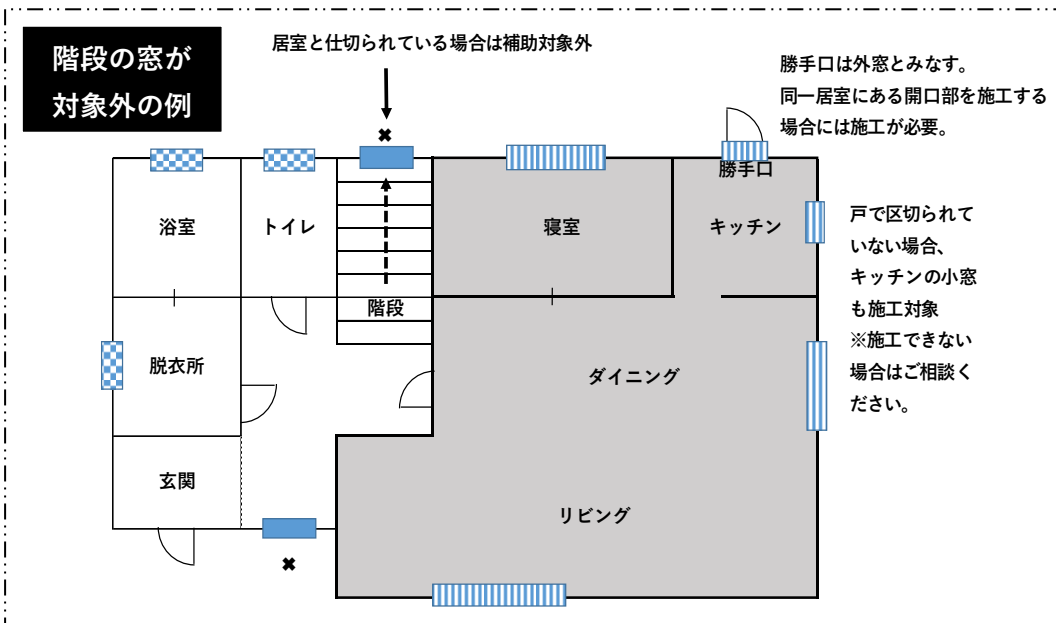 階段の窓が
対象外の例
居室と仕切られている場合は補助対象外
勝手口は外窓とみなす。
同一居室にある開口部を施工する
場合には施工が必要。
勝手口
浴室
トイレ
寝室
キッチン
戸で区切られて
いない場合、
キッチンの小窓
も施工対象
※施工できない
場合はご相談く
ださい。
階段
脱衣所
ダイニング
玄関
リビング